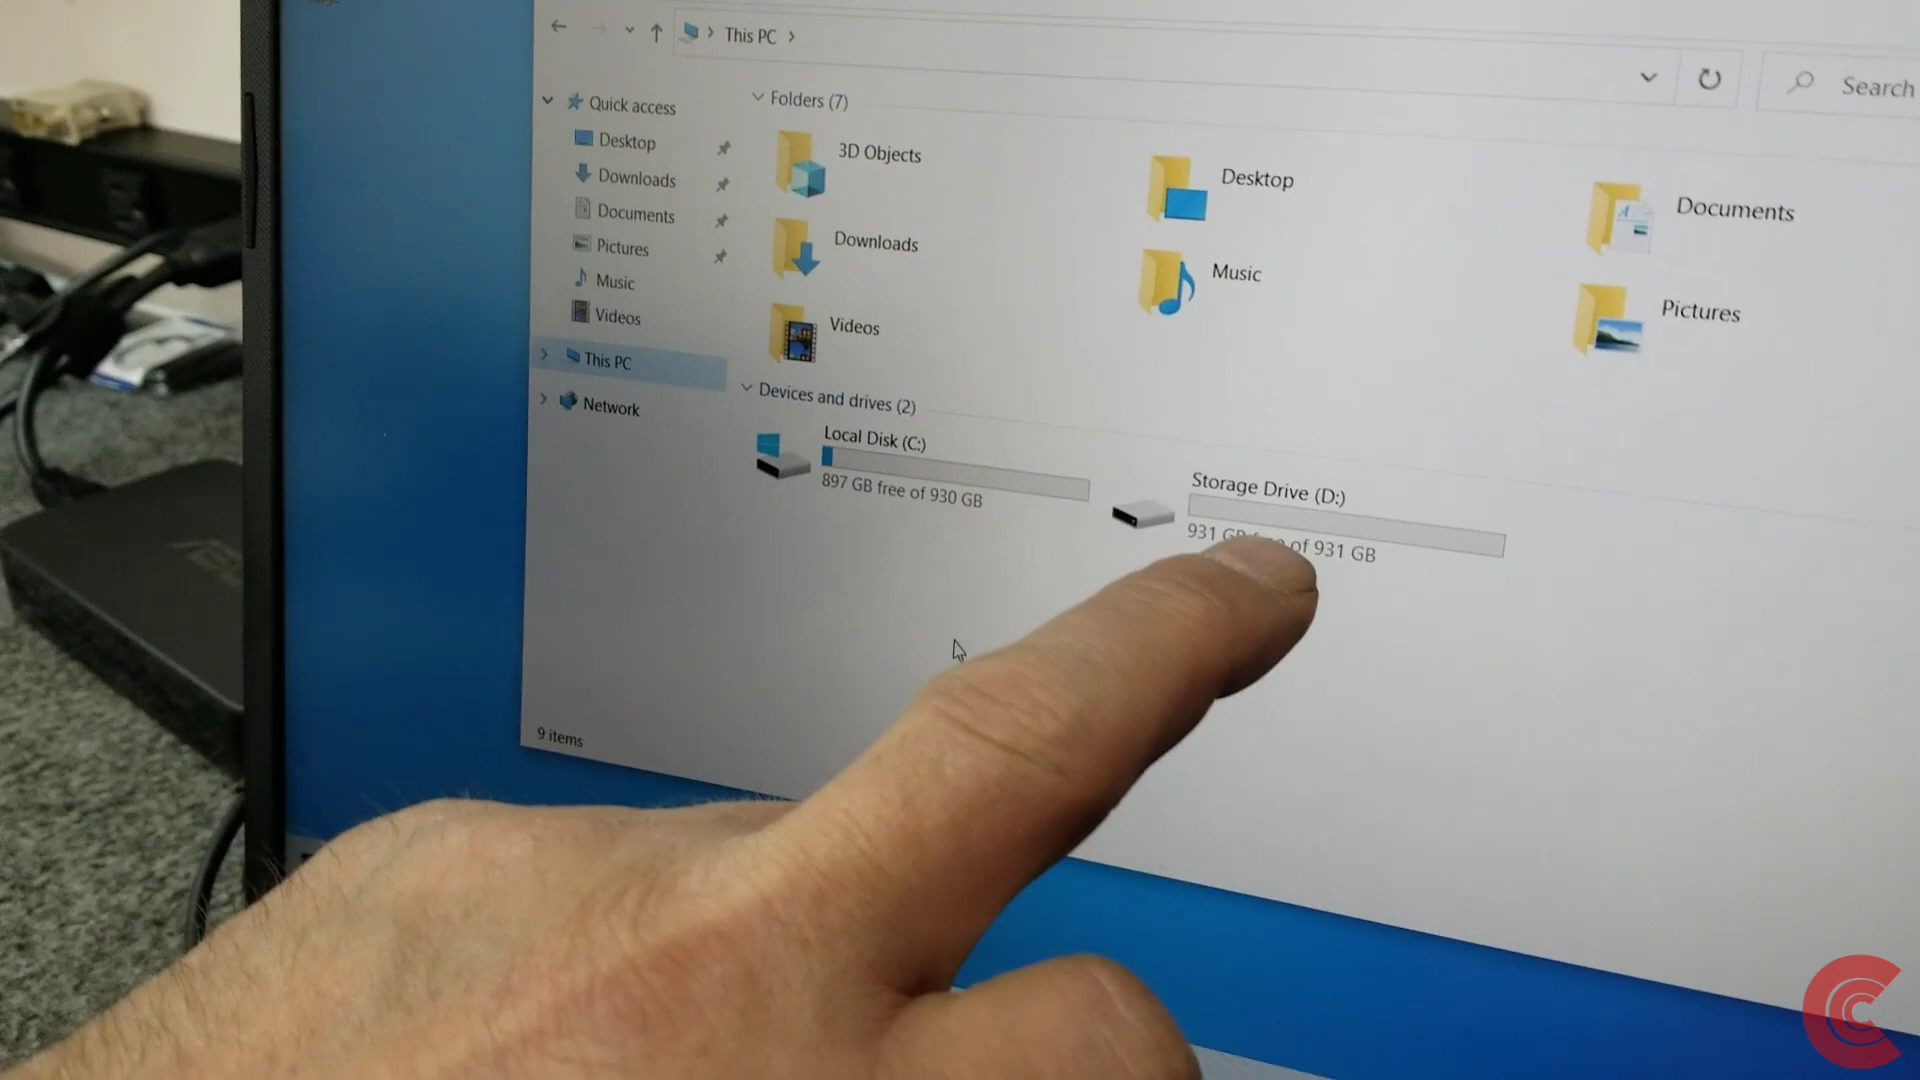 This PC
Search
Quick access
Desktop
Downloads
Documents
Pictures
Music
Videos
This PC
Network
Folders (7)
3D Objects
Desktop
Documents
Downloads
Music
Pictures
Videos
Devices and drives (2)
Local Disk (C:)
897 GB free of 930 GB
Storage Drive (D:)
931 GB free of 931 GB
9 items